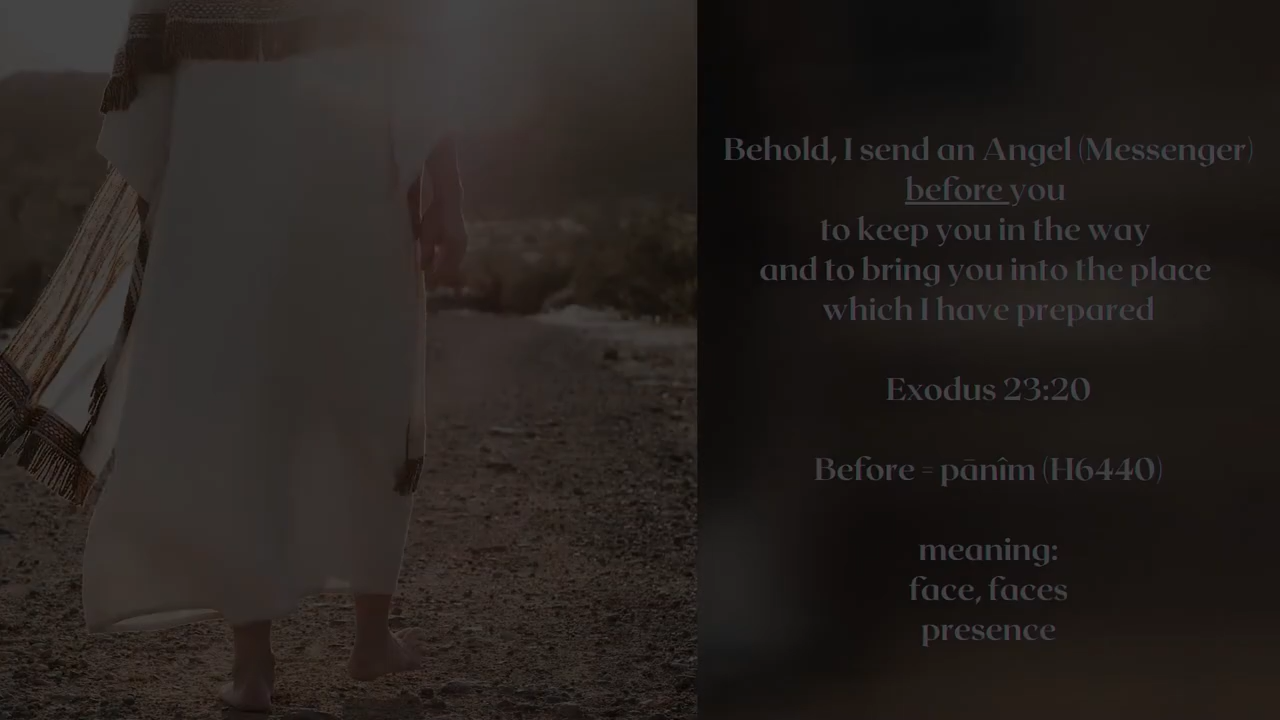 Behold, I send an Angel (Messenger)
before you
to keep you in the way
and to bring you into the place
which I have prepared
Exodus 23:20
Before = pānîm (H6440)
meaning:
face, faces
presence